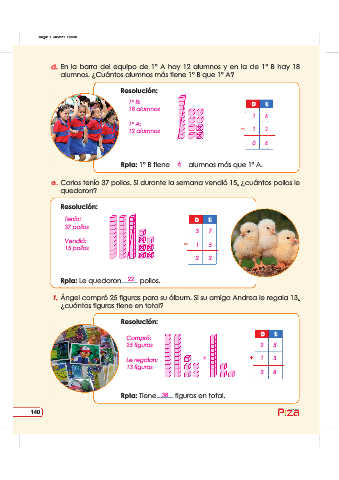 d. En la barra del equipo de 1° A hay 12 alumnos y en la de 1° B hay 18
alumnos. ¿Cuántos alumnos más tiene 1° B que 1° A?
Resolución:
1° B:
18 alumnos
1° A:
12 alumnos
D U
1 8
− 1 2
0 6
Rpta: 1° B tiene 6 alumnos más que 1° A.
e. Carlos tenía 37 pollos. Si durante la semana vendió 15, ¿cuántos pollos le
quedaron?
Resolución:
Tenía:
37 pollos
Vendió:
15 pollos
3 7
− 1 5
2 2
Rpta: Le quedaron 22 pollos.
f. Ángel compró 25 figuras para su álbum. Si su amiga Andrea le regala 13,
¿cuántas figuras tiene en total?
Resolución:
Compró:
25 figuras
Le regalan:
13 figuras
+
2 5
+ 1 3
3 8
Rpta: Tiene 38 figuras en total.
140